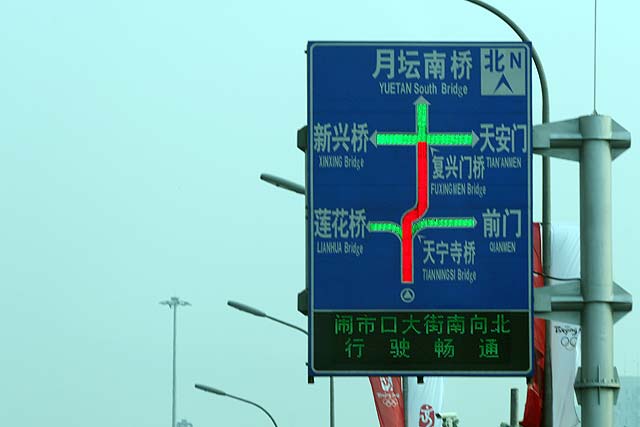 月坛南桥
YUETAN South Bridge
北 N
新兴桥
XINXING Bridge
天安门
TIAN'ANMEN
复兴门桥
FUXINGMEN Bridge
莲花桥
LIANHUA Bridge
前门
QIANMEN
天宁寺桥
TIANNINGSI Bridge
闹市口大街南向北
行驶畅通
Beijing